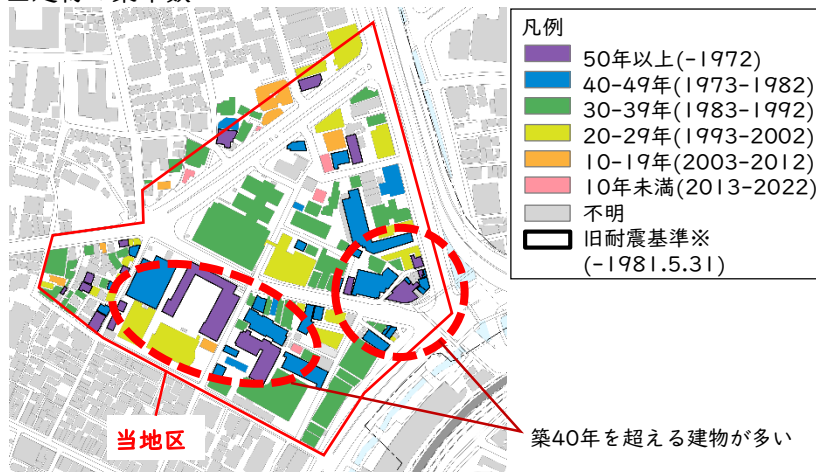 凡例
50年以上(-1972)
40-49年(1973-1982)
30-39年(1983-1992)
20-29年(1993-2002)
10-19年(2003-2012)
10年未満(2013-2022)
不明
旧耐震基準※
(-1981.5.31)
当地区
築40年を超える建物が多い